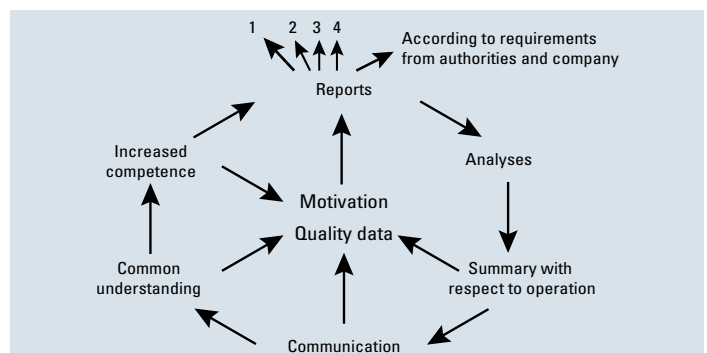 1 2 3 4
According to requirements
from authorities and company
Reports
Increased
competence
Analyses
Motivation
Quality data
Common
understanding
Summary with
respect to operation
Communication